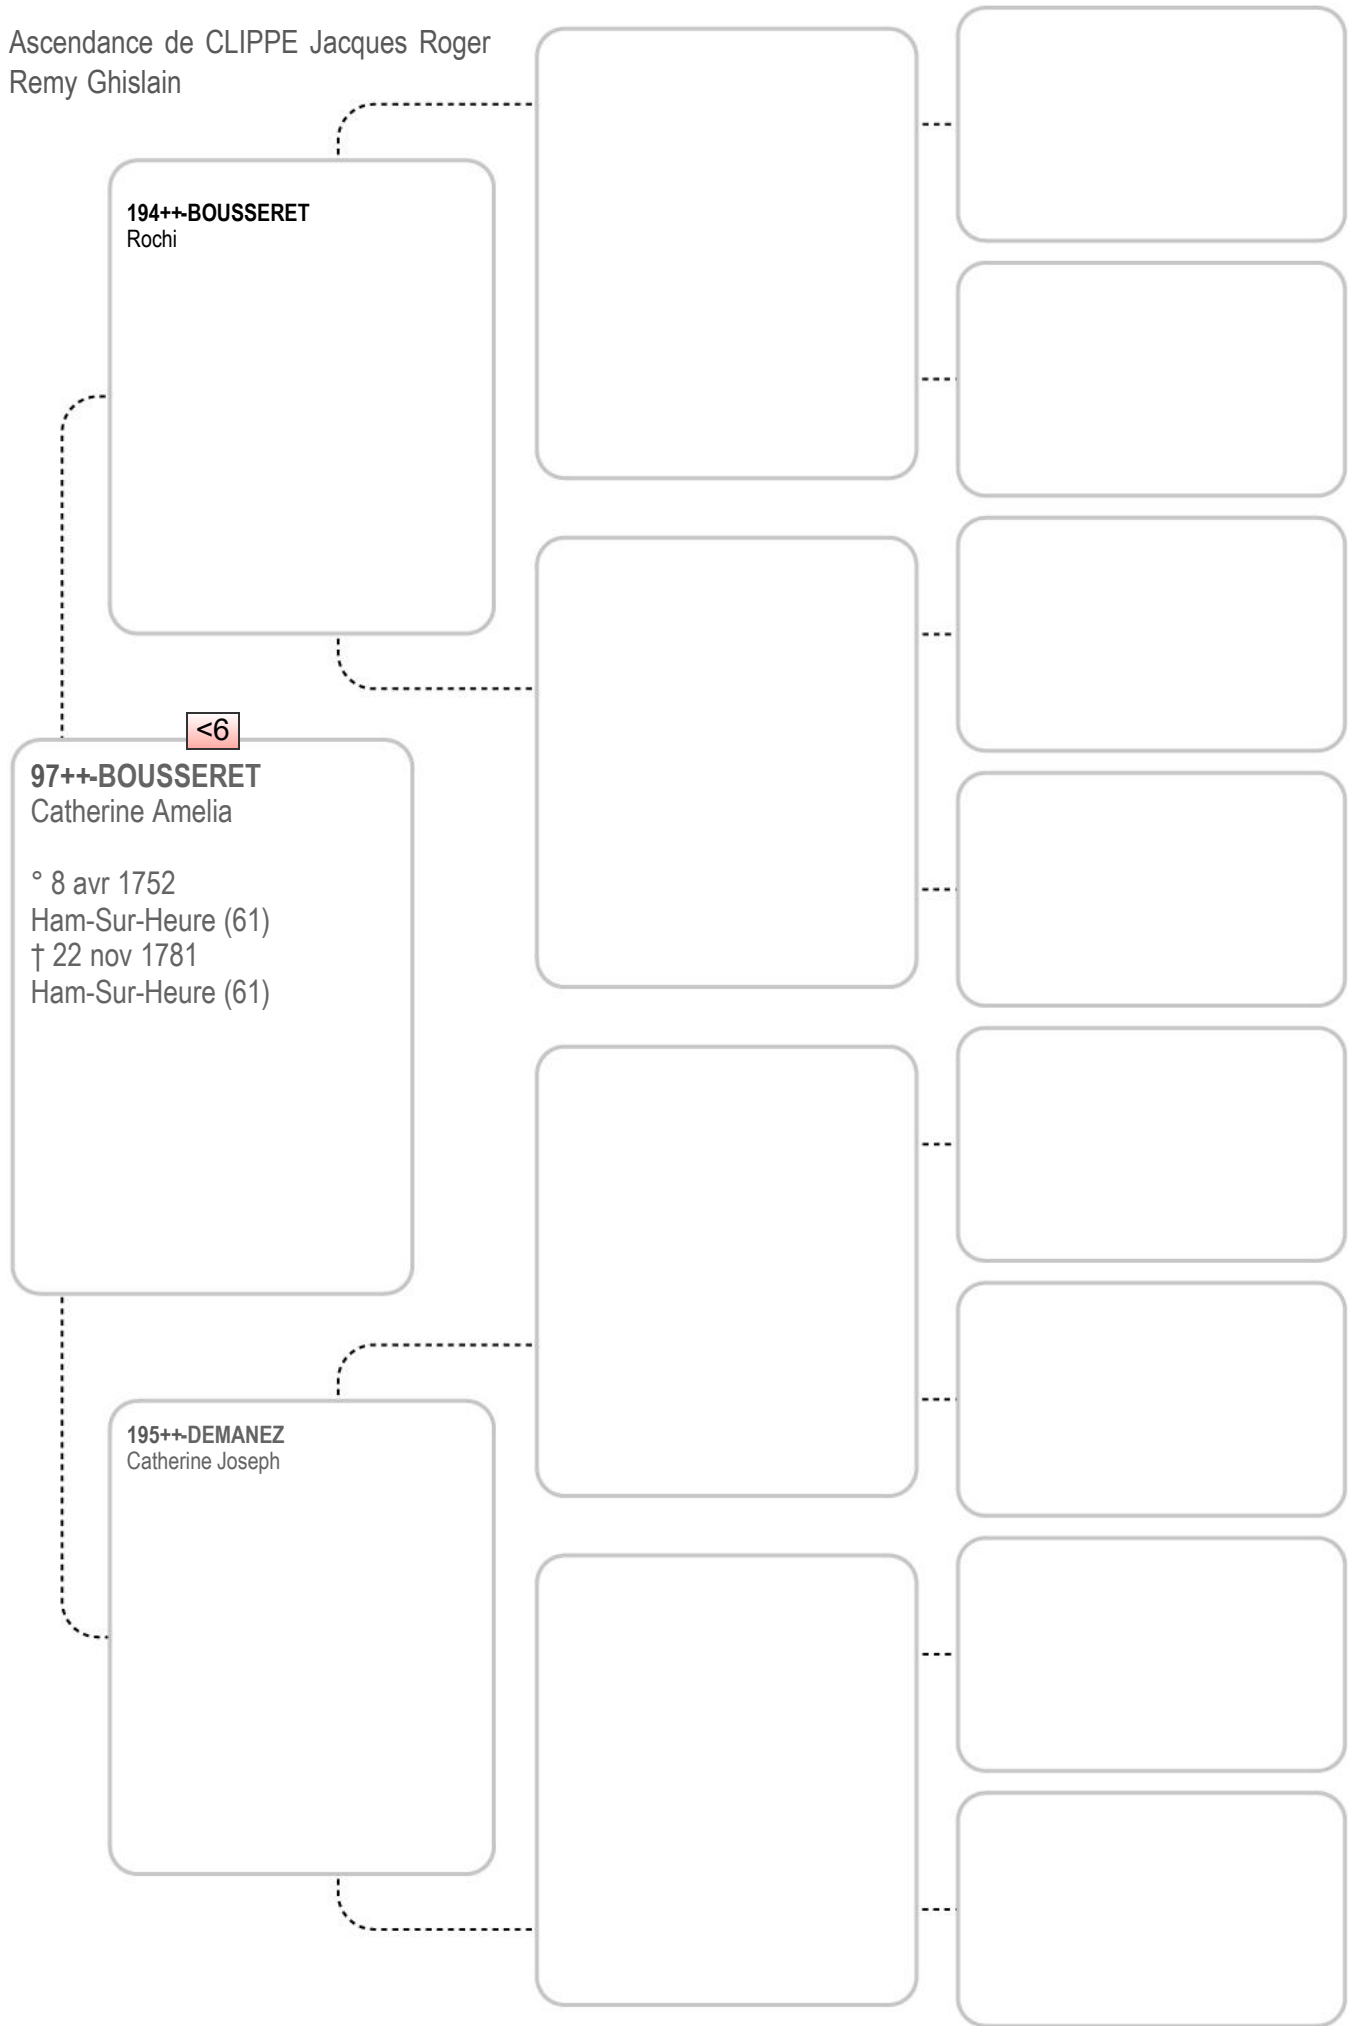 Ascendance de CLIPPE Jacques Roger
Remy Ghislain
194++-BOUSSERET
Rochi
<6
97++-BOUSSERET
Catherine Amelia
° 8 avr 1752
Ham-Sur-Heure (61)
† 22 nov 1781
Ham-Sur-Heure (61)
195++-DEMANEZ
Catherine Joseph